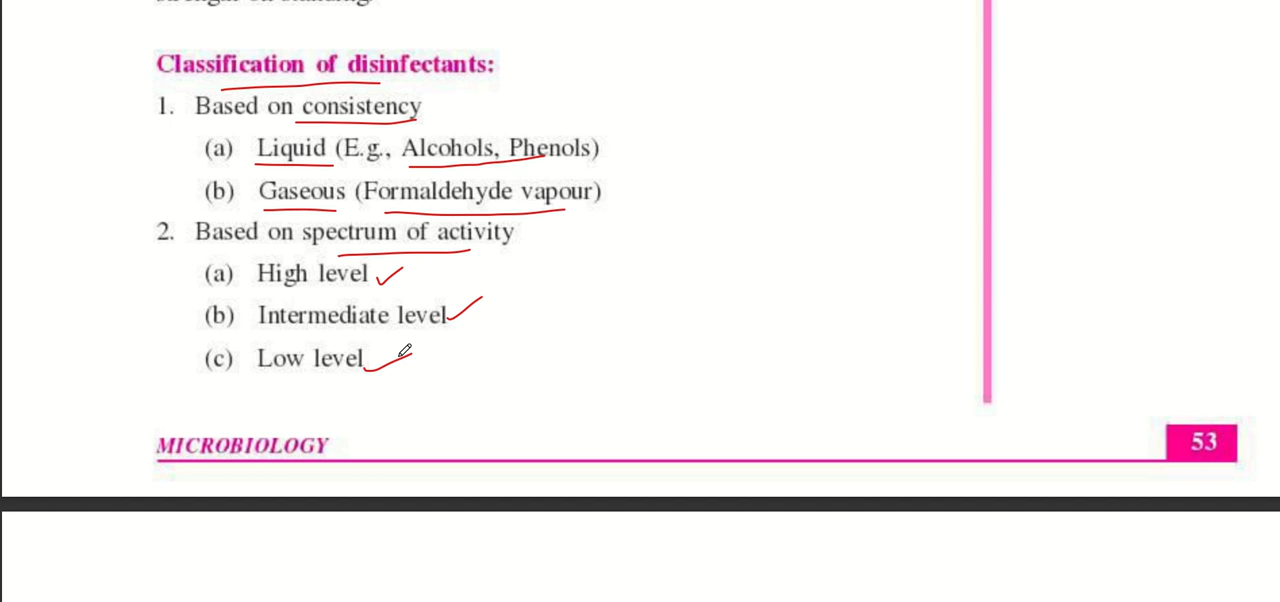 Classification of disinfectants:
1. Based on consistency
(a) Liquid (E.g., Alcohols, Phenols)
(b) Gaseous (Formaldehyde vapour)
2. Based on spectrum of activity
(a) High level
(b) Intermediate level
(c) Low level
MICROBIOLOGY
53